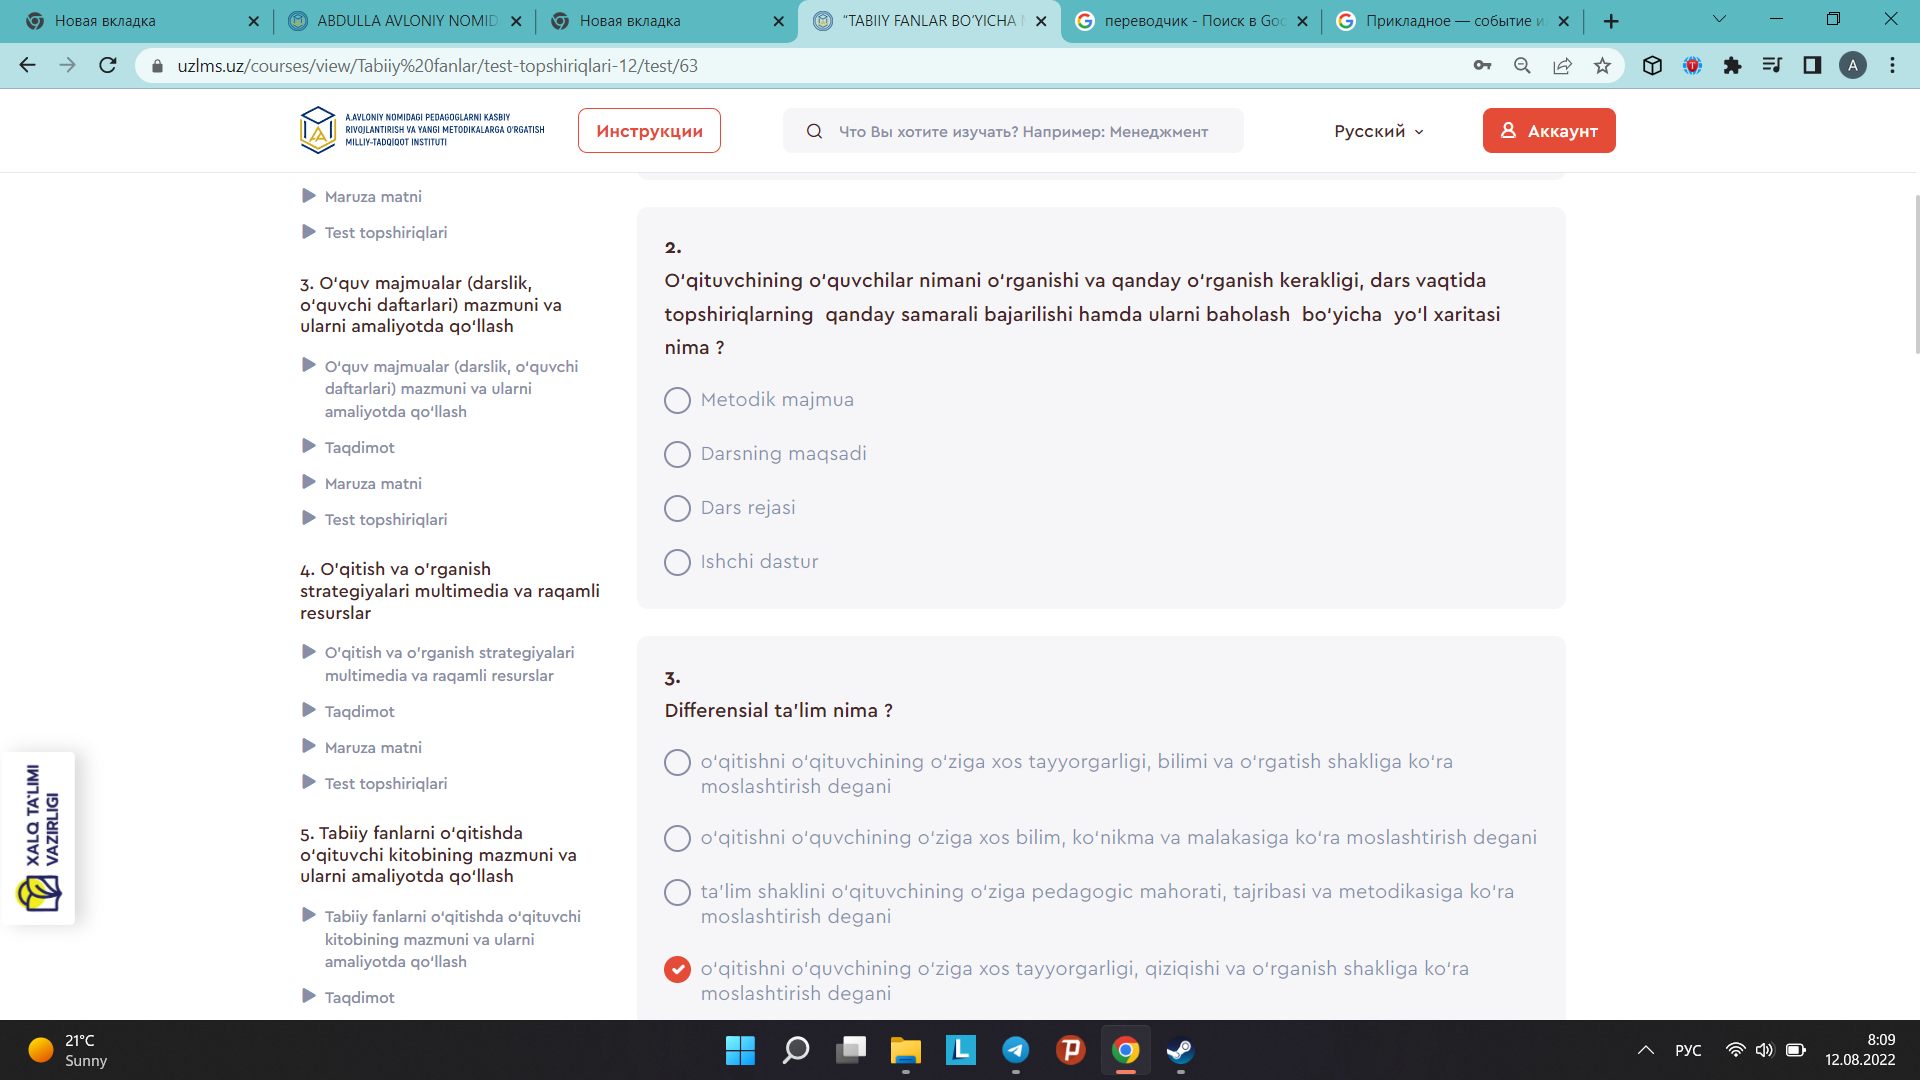 Новая вкладка
ABDULLA AVLONIY NOMID
Новая вкладка
"TABIIY FANLAR BO‘YICHA
переводчик - Поиск в Goo
Прикладное — событие и
uzlms.uz/courses/view/Tabiiy%20fanlar/test-topshiriqlari-12/test/63
A
A.AVLONIY NOMIDAGI PEDAGOGLARNI KASBIY
RIVOJLANTIRISH VA YANGI METODIKALARGA O‘RGATISH
MILLIY-TADQIQOT INSTITUTI
Инструкции
Что Вы хотите изучать? Например: Менеджмент
Русский
Аккаунт
Maruza matni
Test topshiriqlari
3. O‘quv majmualar (darslik,
o‘quvchi daftarlari) mazmuni va
ularni amaliyotda qo‘llash
O‘quv majmualar (darslik, o‘quvchi
daftarlari) mazmuni va ularni
amaliyotda qo‘llash
Taqdimot
Maruza matni
Test topshiriqlari
4. O'qitish va o'rganish
strategiyalari multimedia va raqamli
resurslar
O'qitish va o'rganish strategiyalari
multimedia va raqamli resurslar
Taqdimot
Maruza matni
Test topshiriqlari
5. Tabiiy fanlarni o‘qitishda
o‘qituvchi kitobining mazmuni va
ularni amaliyotda qo‘llash
Tabiiy fanlarni o‘qitishda o‘qituvchi
kitobining mazmuni va ularni
amaliyotda qo‘llash
Taqdimot
XALQ TA'LIMI
VAZIRLIGI
2.
O‘qituvchining o‘quvchilar nimani o‘rganishi va qanday o‘rganish kerakligi, dars vaqtida
topshiriqlarning qanday samarali bajarilishi hamda ularni baholash bo‘yicha yo‘l xaritasi
nima ?
Metodik majmua
Darsning maqsadi
Dars rejasi
Ishchi dastur
3.
Differensial ta’lim nima ?
o‘qitishni o‘qituvchining o‘ziga xos tayyorgarligi, bilimi va o‘rgatish shakliga ko‘ra
moslashtirish degani
o‘qitishni o‘quvchining o‘ziga xos bilim, ko‘nikma va malakasiga ko‘ra moslashtirish degani
ta’lim shaklini o‘qituvchining o‘ziga pedagogic mahorati, tajribasi va metodikasiga ko‘ra
moslashtirish degani
o‘qitishni o‘quvchining o‘ziga xos tayyorgarligi, qiziqishi va o‘rganish shakliga ko‘ra
moslashtirish degani
21°C
Sunny
РУС
8:09
12.08.2022